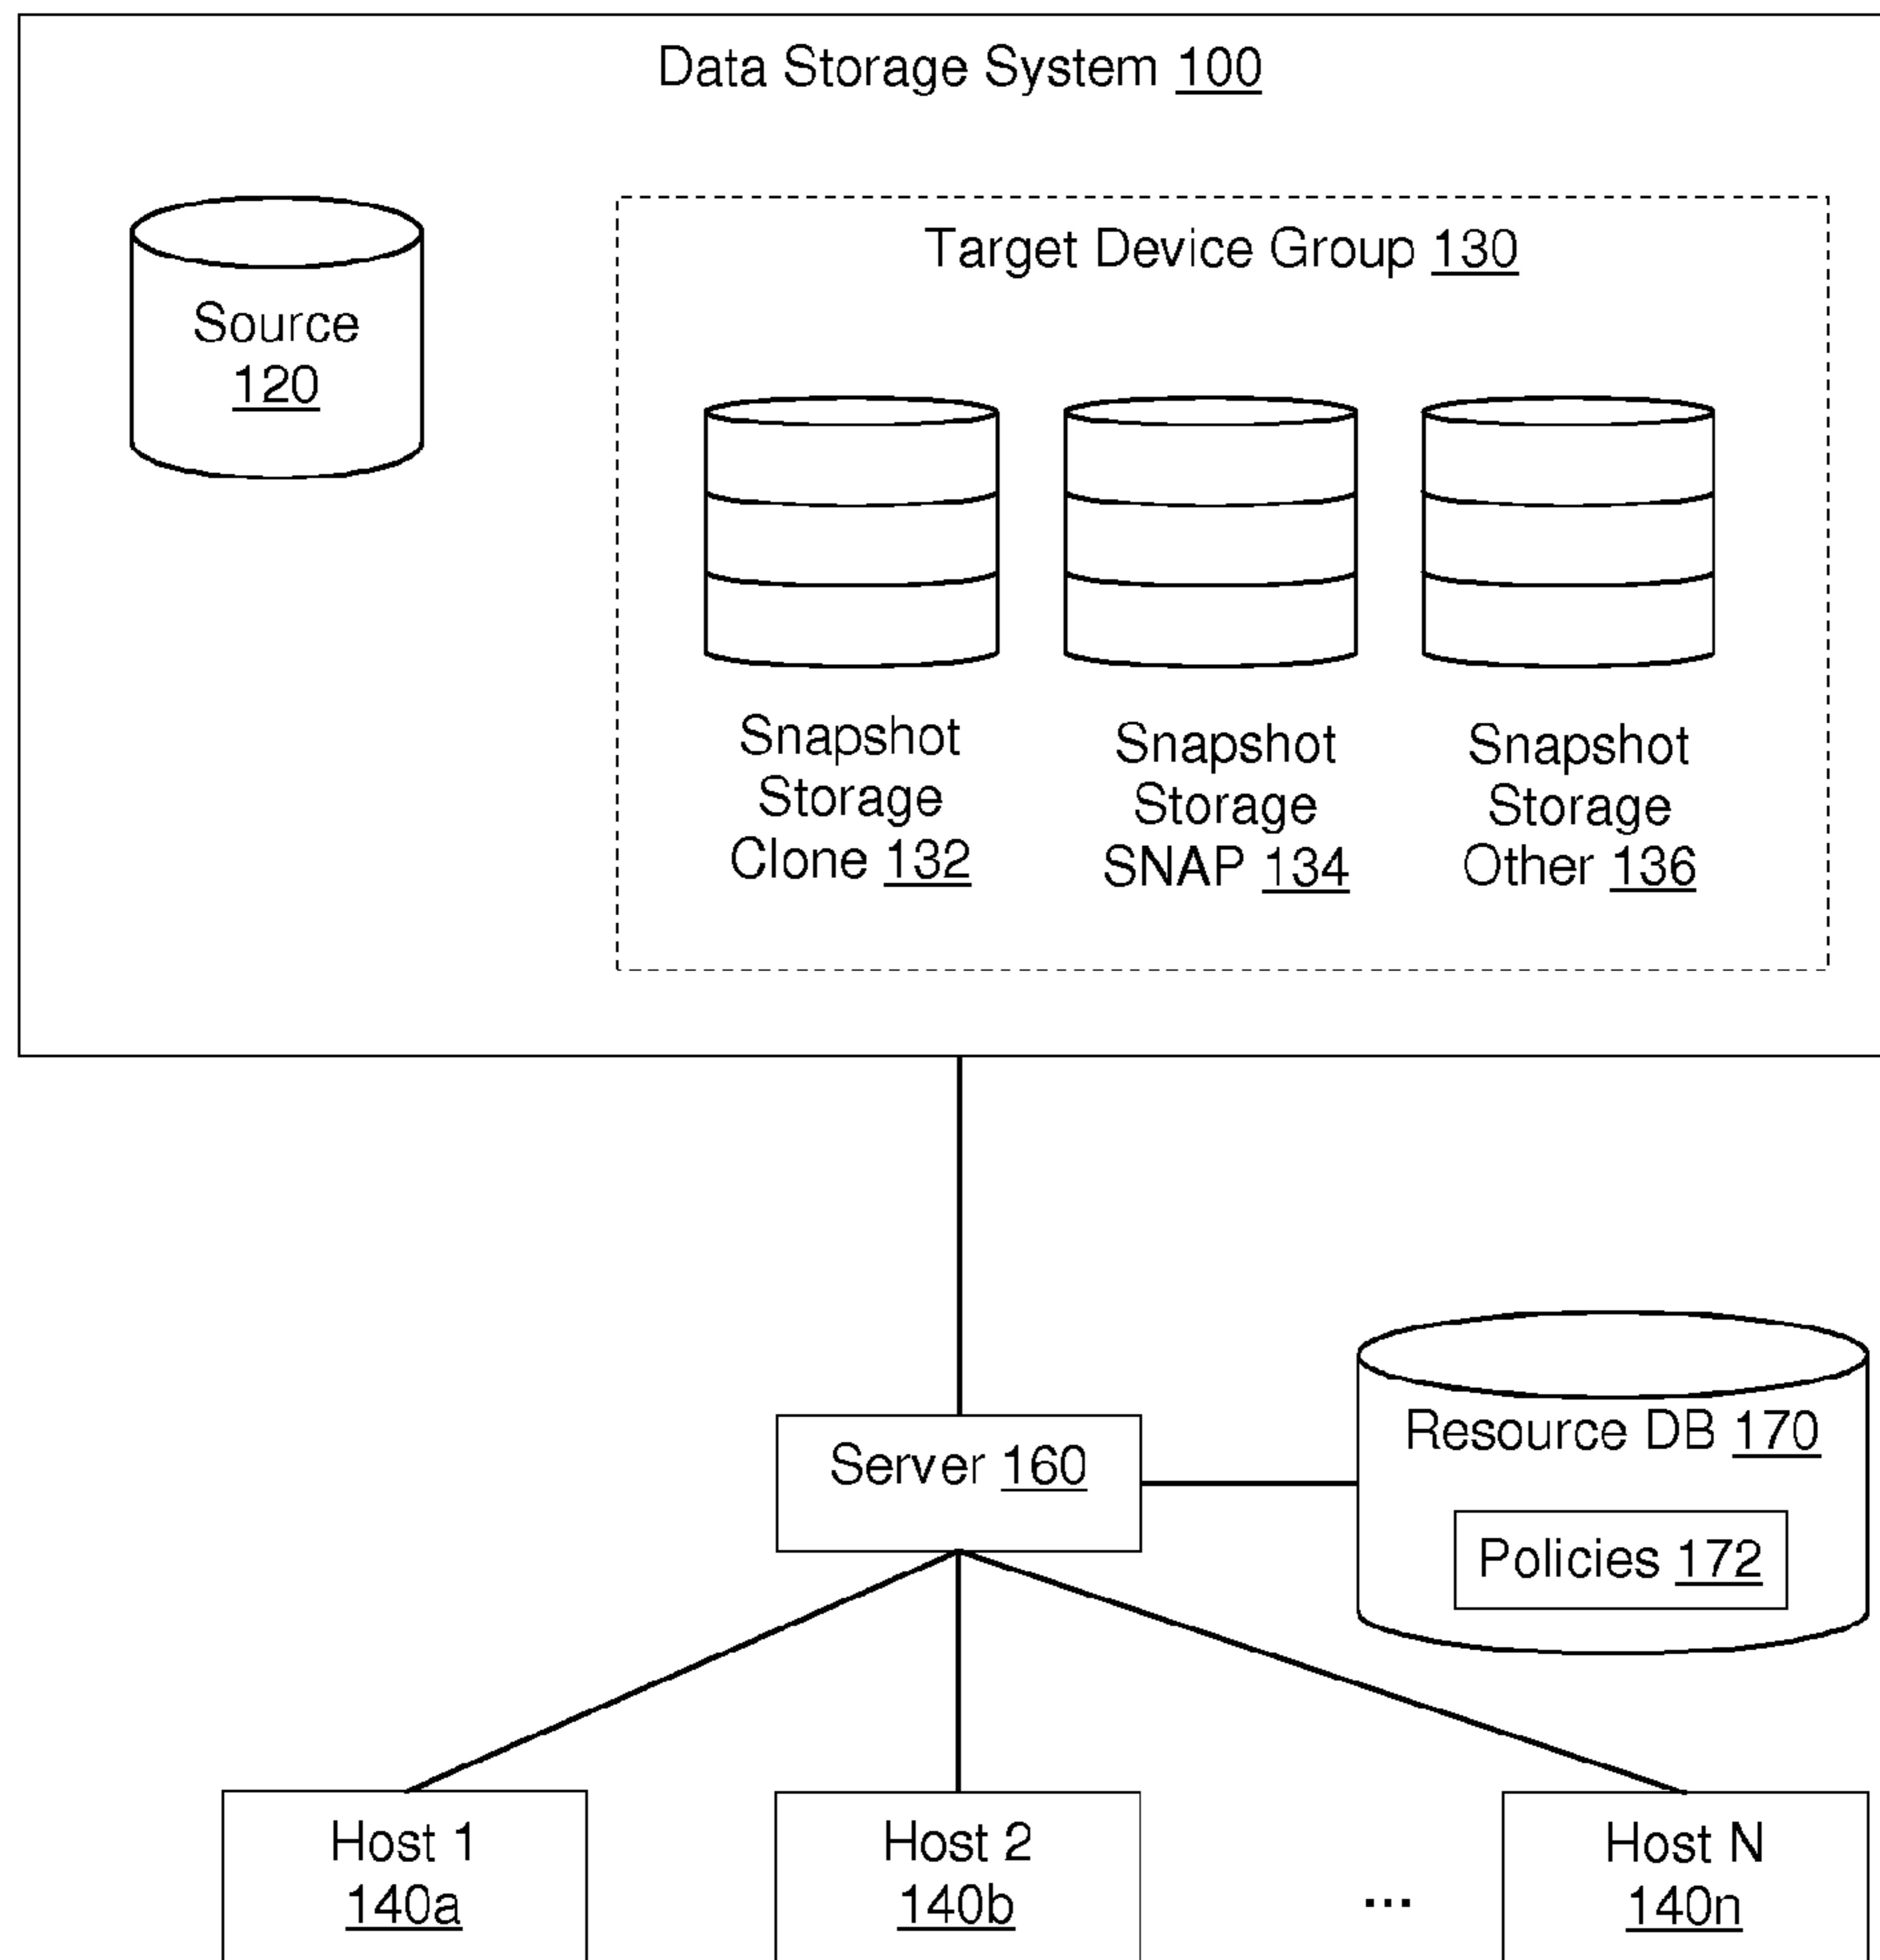 Data Storage System 100
Target Device Group 130
Source
120
Snapshot
Storage
Clone 132
Snapshot
Storage
SNAP 134
Snapshot
Storage
Other 136
Server 160
Resource DB 170
Policies 172
Host 1
140a
Host 2
140b
...
Host N
140n